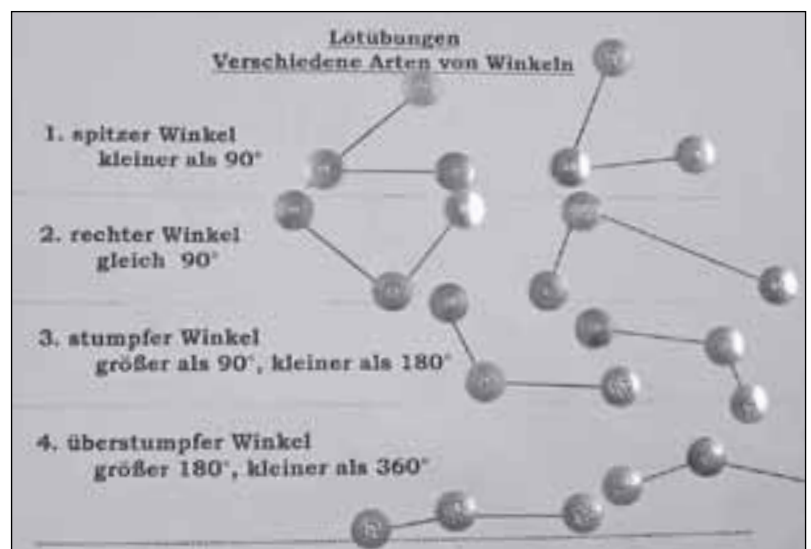 Lötübungen
Verschiedene Arten von Winkeln
1. spitzer Winkel
kleiner als 90°
2. rechter Winkel
gleich 90°
3. stumpfer Winkel
größer als 90°, kleiner als 180°
4. überstumpfer Winkel
größer 180°, kleiner als 360°